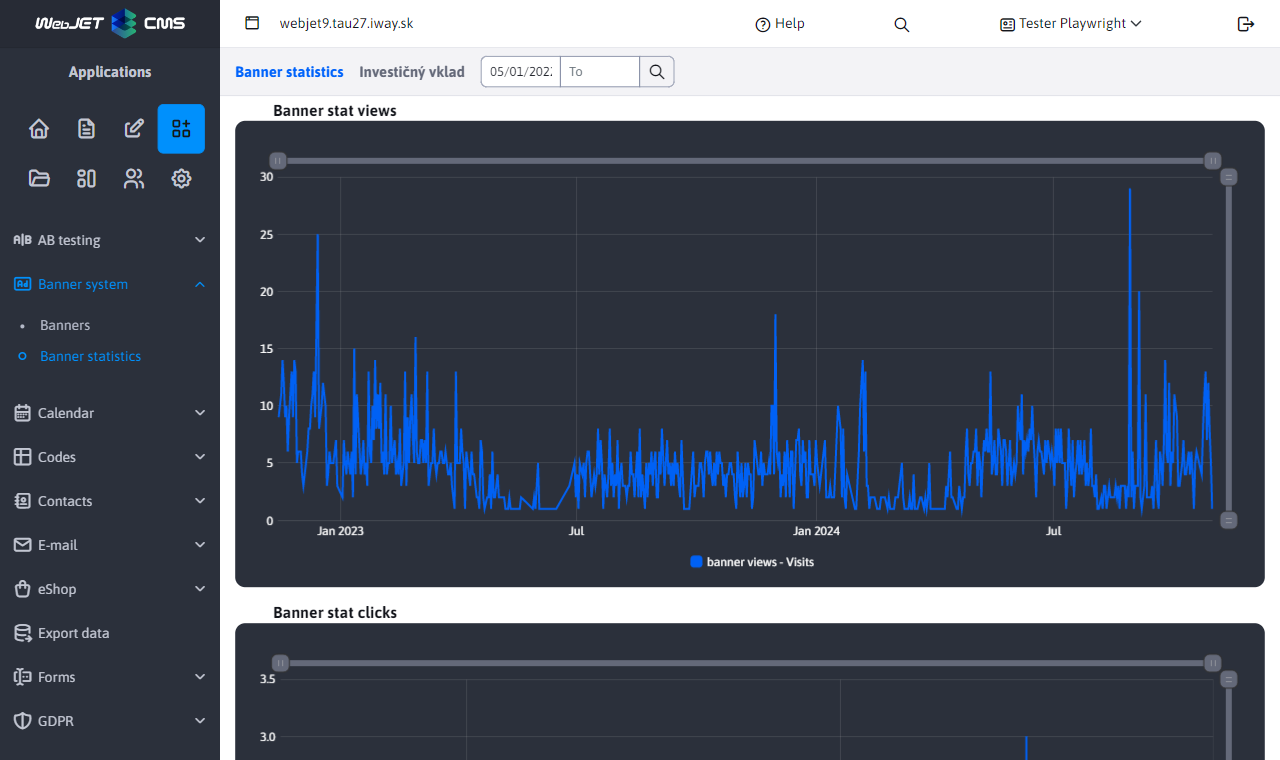 WebJET CMS
webjet9.tau27.iway.sk
Help
Tester Playwright
Applications
Banner statistics
Investičný vklad
05/01/202
To
AB testing
Banner system
Banners
Banner statistics
Calendar
Codes
Contacts
E-mail
eShop
Export data
Forms
GDPR
Banner stat views
30
25
20
15
10
5
0
Jan 2023
Jul
Jan 2024
Jul
banner views - Visits
Banner stat clicks
3.5
3.0